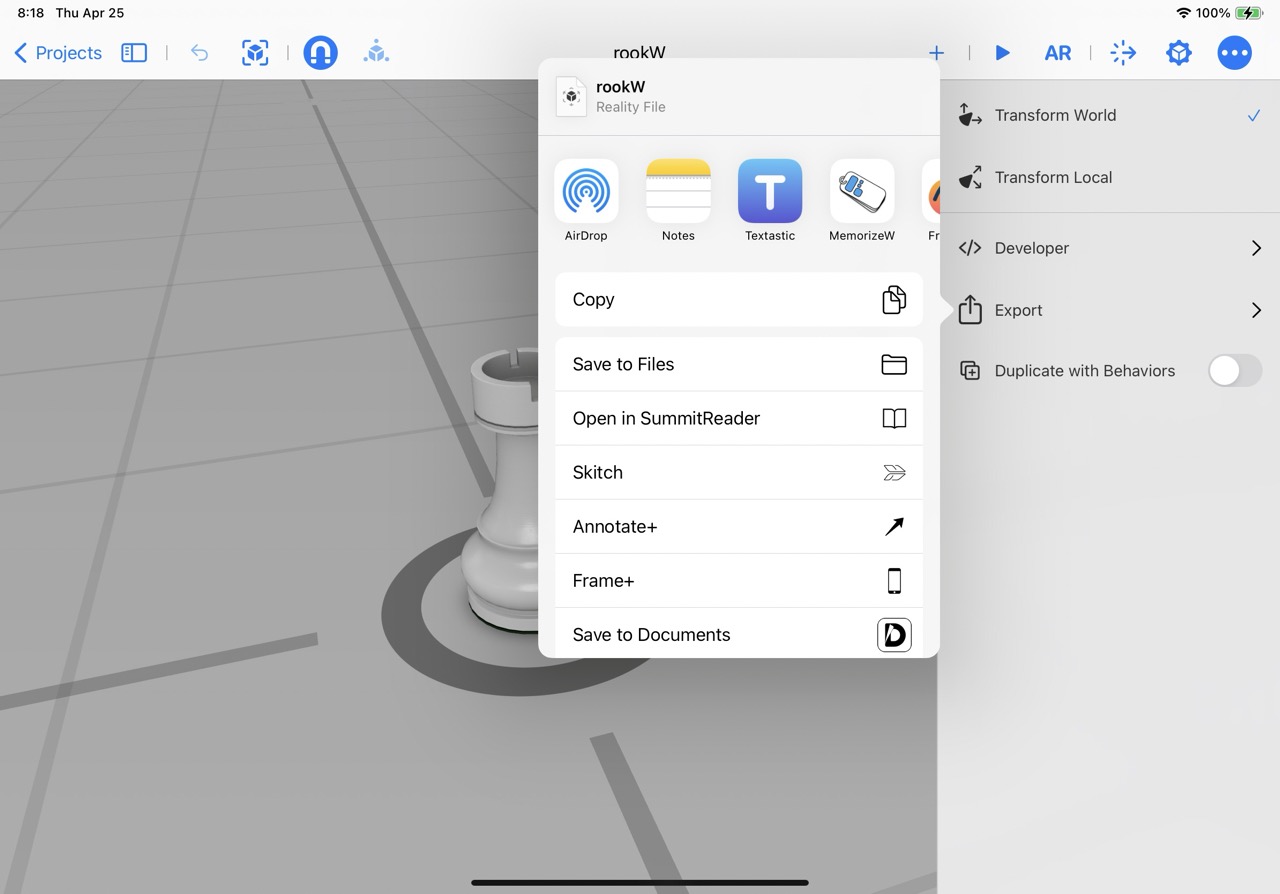 8:18 Thu Apr 25
100%
Projects
rookW
AR
rookW
Reality File
AirDrop
Notes
Textastic
MemorizeW
Fr
Copy
Save to Files
Open in SummitReader
Skitch
Annotate+
Frame+
Save to Documents
Transform World
Transform Local
Developer
Export
Duplicate with Behaviors